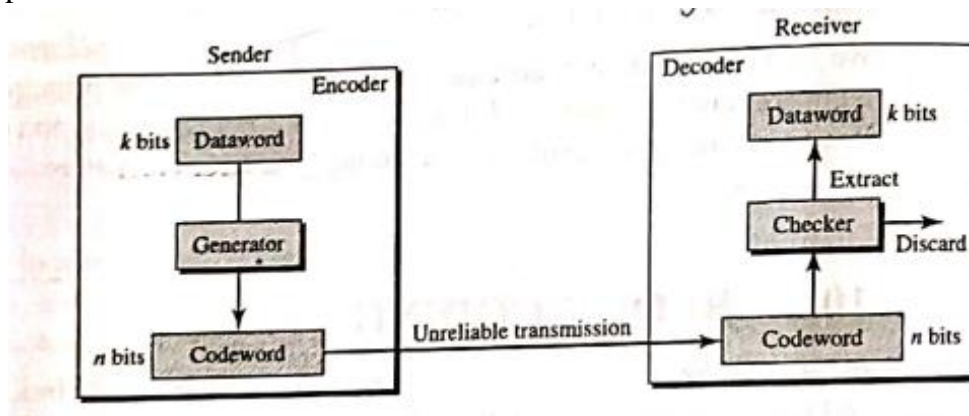 Sender
Encoder
k bits
Dataword
Generator
n bits
Codeword
Unreliable transmission
Receiver
Decoder
Dataword
k bits
Extract
Checker
Discard
Codeword
n bits